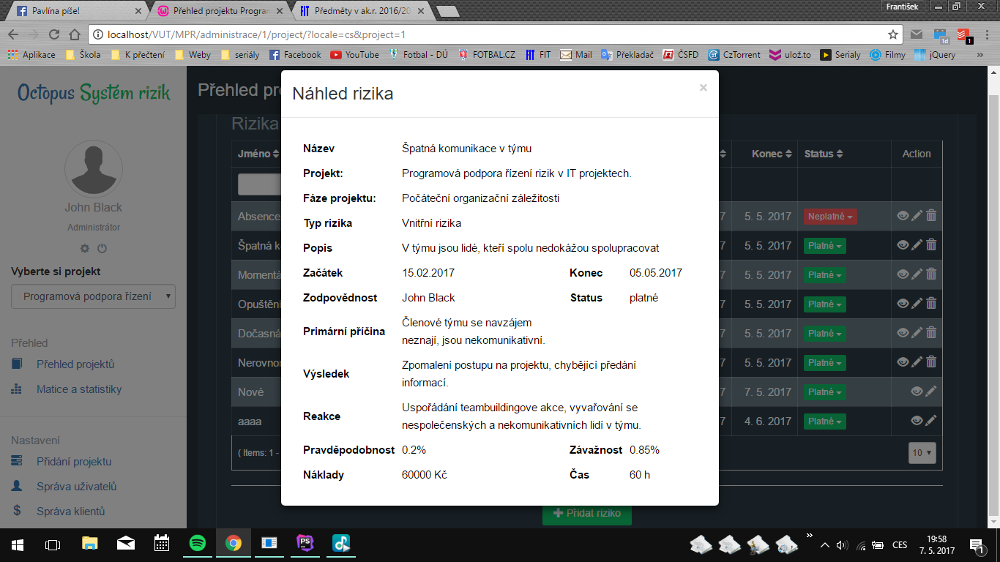 František
Pavlína píše!
Přehled projektu Program
Předměty v ak.r. 2016/20
localhost/VUT/MPR/administrace/1/project/?locale=cs&project=1
1d
1
Aplikace
Škola
K přečtení
Weby
seriály
Facebook
YouTube
Fotbal - DÚ
FOTBAL.CZ
FIT
Mail
Překladač
ČSFD
CzTorrent
ulož.to
Serialy
Filmy
jQuery
»
Octopus Systém rizik
John Black
Administrátor
Vyberte si projekt
Programová podpora řízení
Přehled
Přehled projektů
Matice a statistiky
Nastavení
Přidání projektu
Správa uživatelů
Správa klientů
Přehled pr
Rizika
Jméno
Konec
Status
Action
Absence
7
5. 5. 2017
Neplatné
Špatná k
7
5. 5. 2017
Platné
Momentá
7
5. 5. 2017
Platné
Opuštění
7
5. 5. 2017
Platné
Dočasná
7
5. 5. 2017
Platné
Nerovnor
7
5. 5. 2017
Platné
Nové
7
7. 5. 2017
Platné
aaaa
7
4. 6. 2017
Platné
( Items: 1 -
10
Přidat riziko
Náhled rizika
×
Název Špatná komunikace v týmu
Projekt: Programová podpora řízení rizik v IT projektech.
Fáze projektu: Počáteční organizační záležitosti
Typ rizika Vnitřní rizika
Popis V týmu jsou lidé, kteří spolu nedokážou spolupracovat
Začátek 15.02.2017 Konec 05.05.2017
Zodpovědnost John Black Status platné
Primární příčina Členové týmu se navzájem
neznají, jsou nekomunikativní.
Výsledek Zpomalení postupu na projektu, chybějící předání
informací.
Reakce Uspořádání teambuildingove akce, vyvařování se
nespolečenských a nekomunikativních lidí v týmu.
Pravděpodobnost 0.2% Závažnost 0.85%
Náklady 60000 Kč Čas 60 h
PS
»
CES
19:58
7. 5. 2017
1